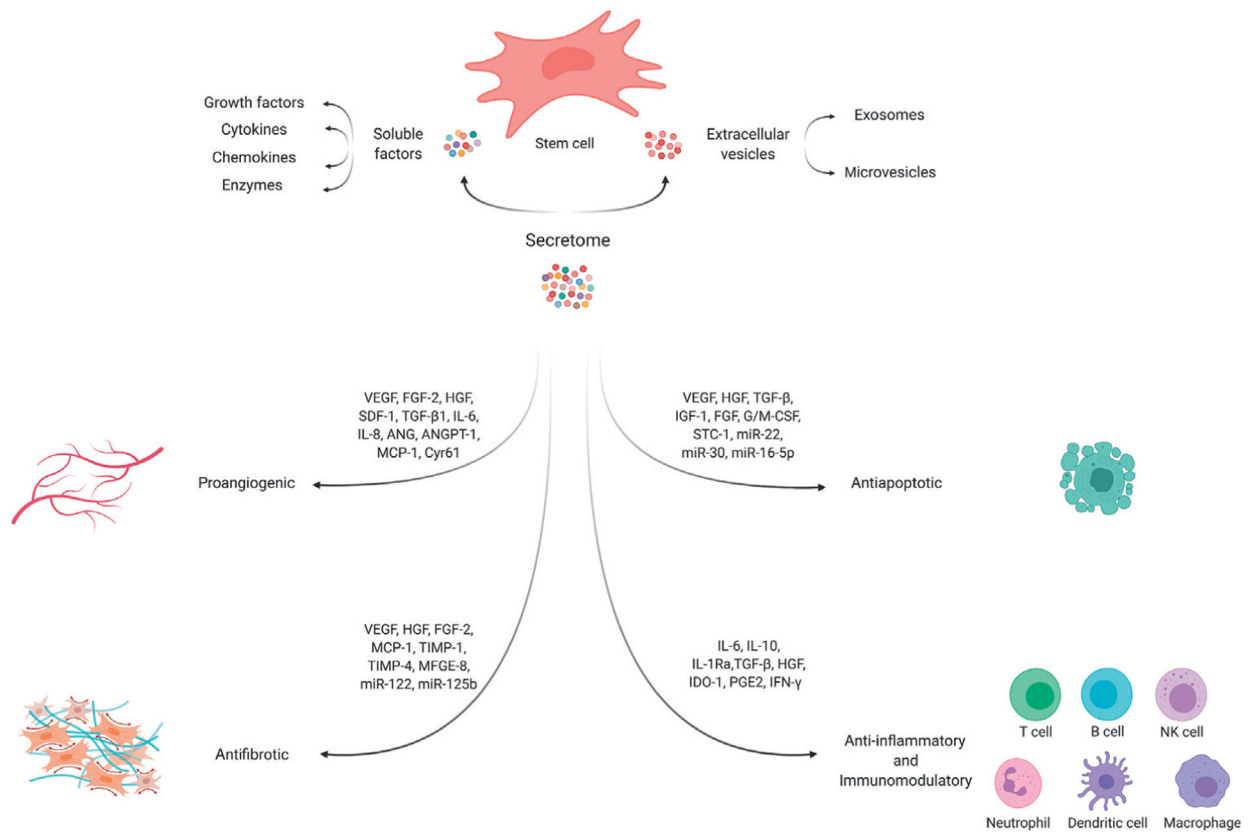 Growth factors
Cytokines
Chemokines
Enzymes
Soluble
factors
Stem cell
Extracellular
vesicles
Exosomes
Microvesicles
Secretome
VEGF, FGF-2, HGF,
SDF-1, TGF-β1, IL-6,
IL-8, ANG, ANGPT-1,
MCP-1, Cyr61
Proangiogenic
VEGF, HGF, TGF-β,
IGF-1, FGF, G/M-CSF,
STC-1, miR-22,
miR-30, miR-16-5p
Antiapoptotic
VEGF, HGF, FGF-2,
MCP-1, TIMP-1,
TIMP-4, MFGE-8,
miR-122, miR-125b
Antifibrotic
IL-6, IL-10,
IL-1Ra,TGF-β, HGF,
IDO-1, PGE2, IFN-γ
Anti-inflammatory
and
Immunomodulatory
T cell
B cell
NK cell
Neutrophil
Dendritic cell
Macrophage